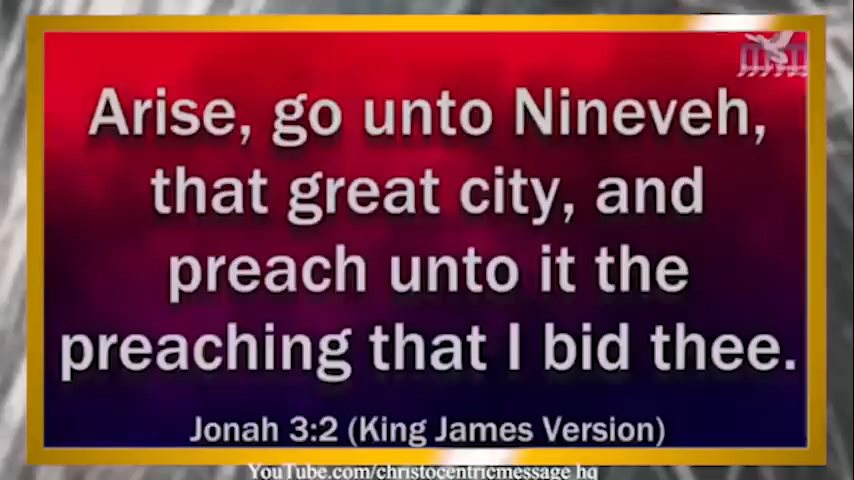 Arise, go unto Nineveh,
that great city, and
preach unto it the
preaching that I bid thee.
Jonah 3:2 (King James Version)
YouTube.com/christocentricmessage hq